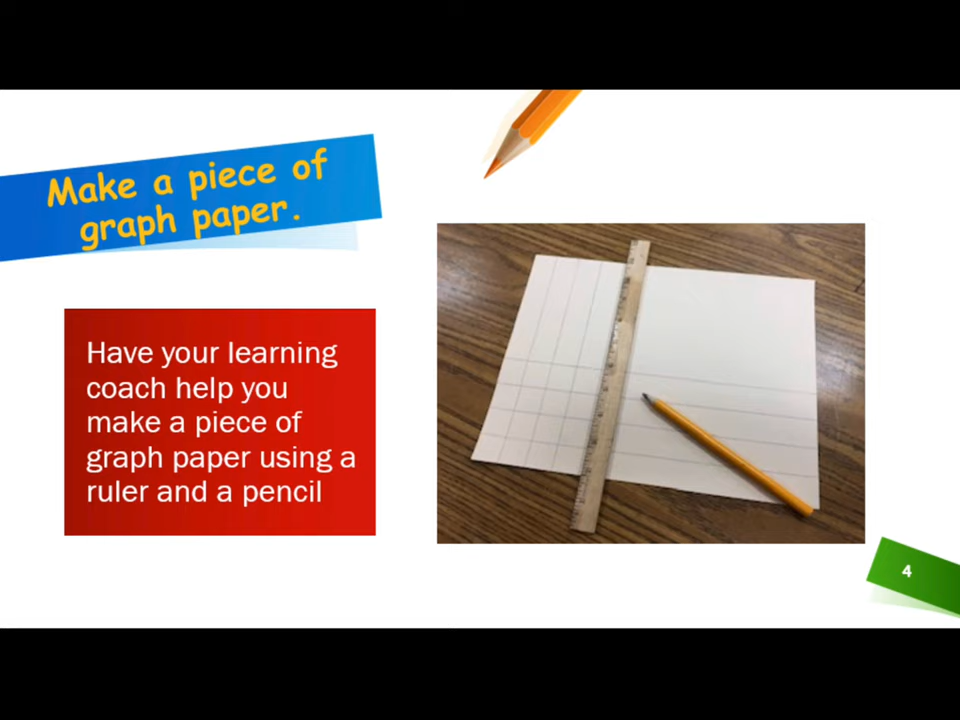 Make a piece of
graph paper.
Have your learning
coach help you
make a piece of
graph paper using a
ruler and a pencil
4